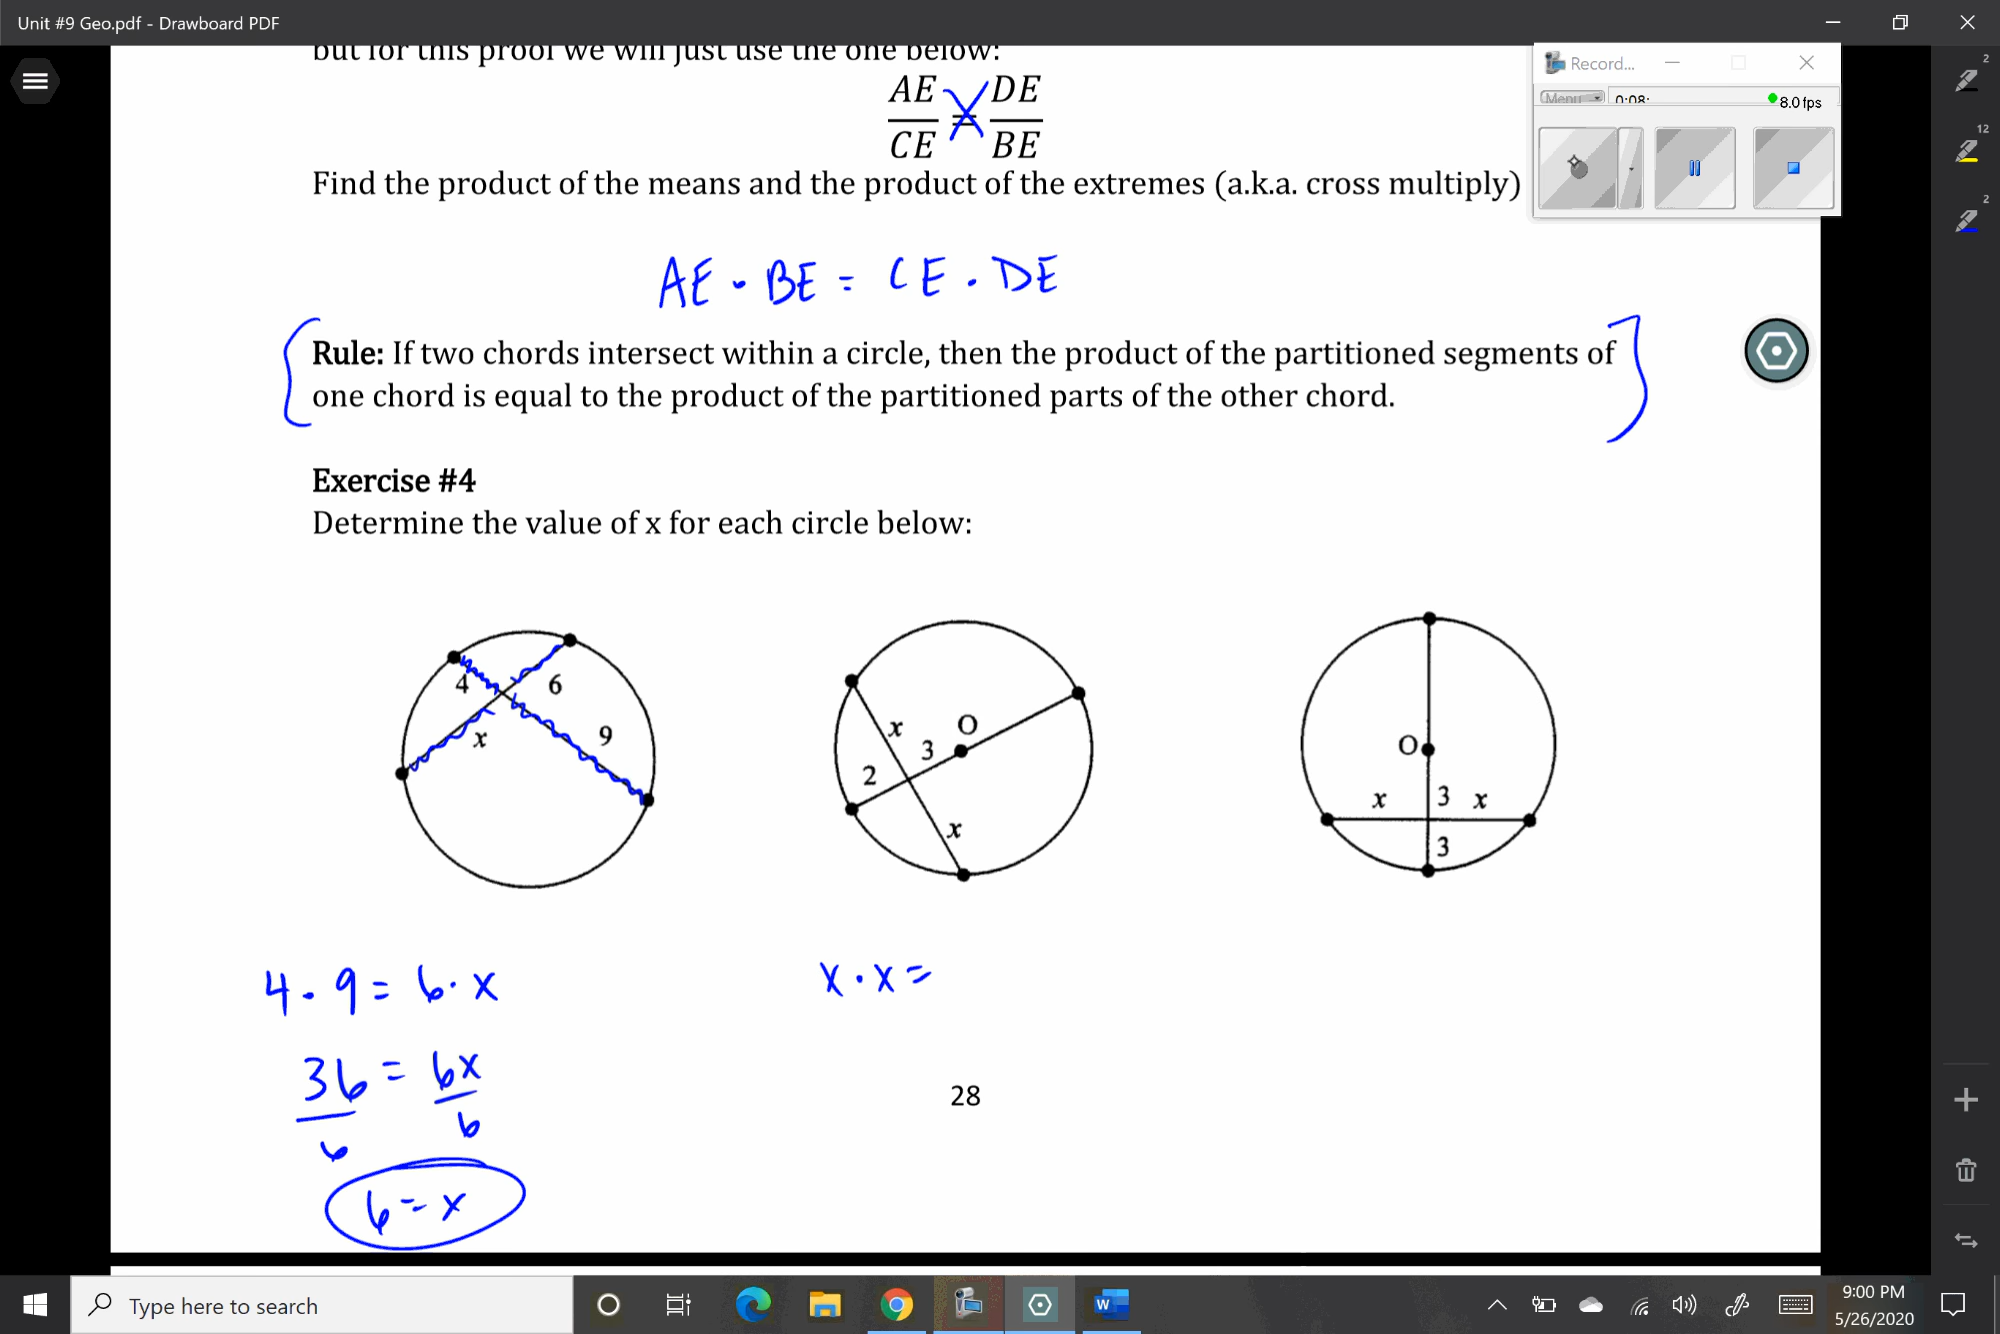 Unit #9 Geo.pdf - Drawboard PDF
but for this proof we will just use the one below:
Record...
Menu
0:08:
8.0 fps
2
12
2
AE = DE
CE BE
Find the product of the means and the product of the extremes (a.k.a. cross multiply)
AE · BE = CE · DE
Rule: If two chords intersect within a circle, then the product of the partitioned segments of
one chord is equal to the product of the partitioned parts of the other chord.
Exercise #4
Determine the value of x for each circle below:
4 6
x 9
x O
3
2
x
O
x 3 x
3
4 · 9 = 6 · x
36 = 6x
6 6
6 = x
x · x =
28
Type here to search
W
9:00 PM
5/26/2020